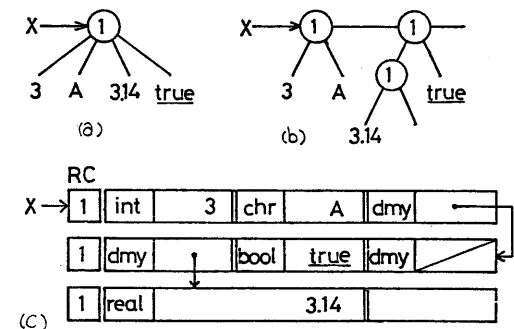 X 1
3 A 3.14 true
(a)
X 1 1
1
3 A
3.14 true
(b)
RC
X 1 int 3 chr A dmy
1 dmy bool true dmy
1 real 3.14
(c)